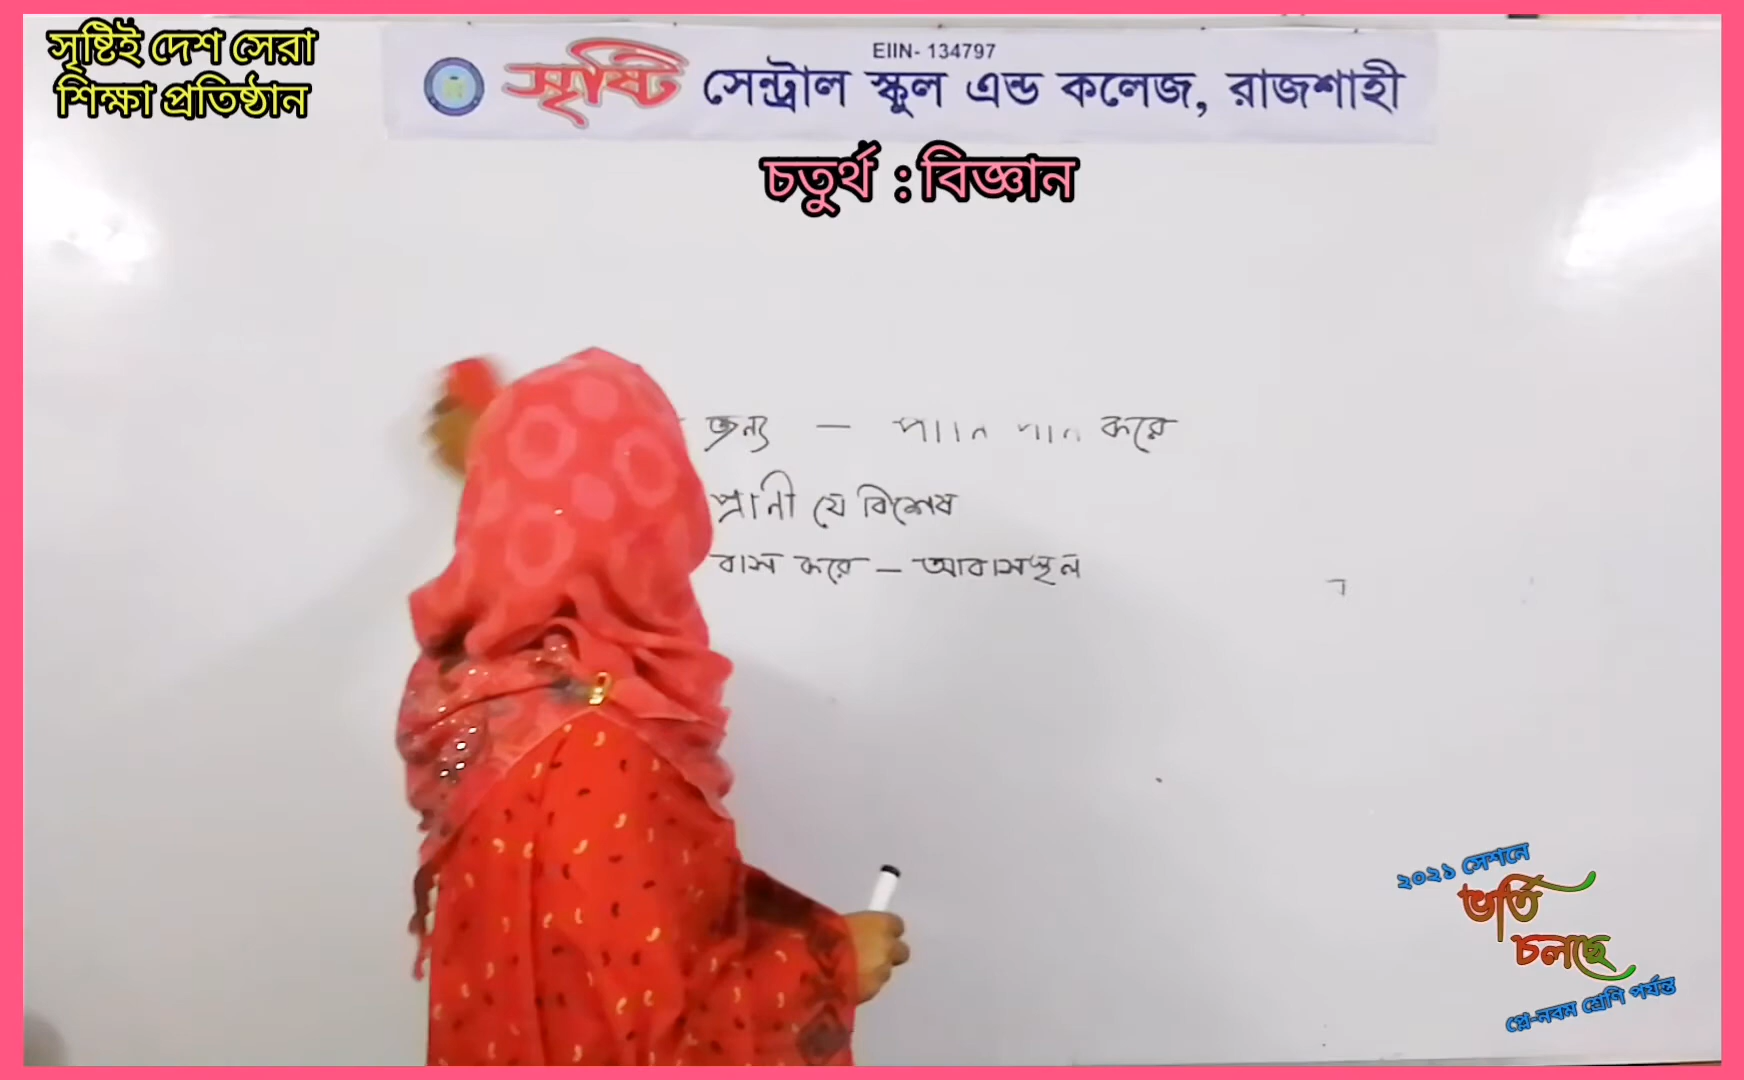 সৃষ্টিই দেশ সেরা
শিক্ষা প্রতিষ্ঠান
EIIN- 134797
সৃষ্টি সেন্ট্রাল স্কুল এন্ড কলেজ, রাজশাহী
চতুর্থ : বিজ্ঞান
জন্য — পানি পান করে
প্রানী যে বিশেষ
বাস করে — আবাসস্থল
২০২১ সেশনে
ভর্তি
চলছে
প্লে-নবম শ্রেণি পর্যন্ত